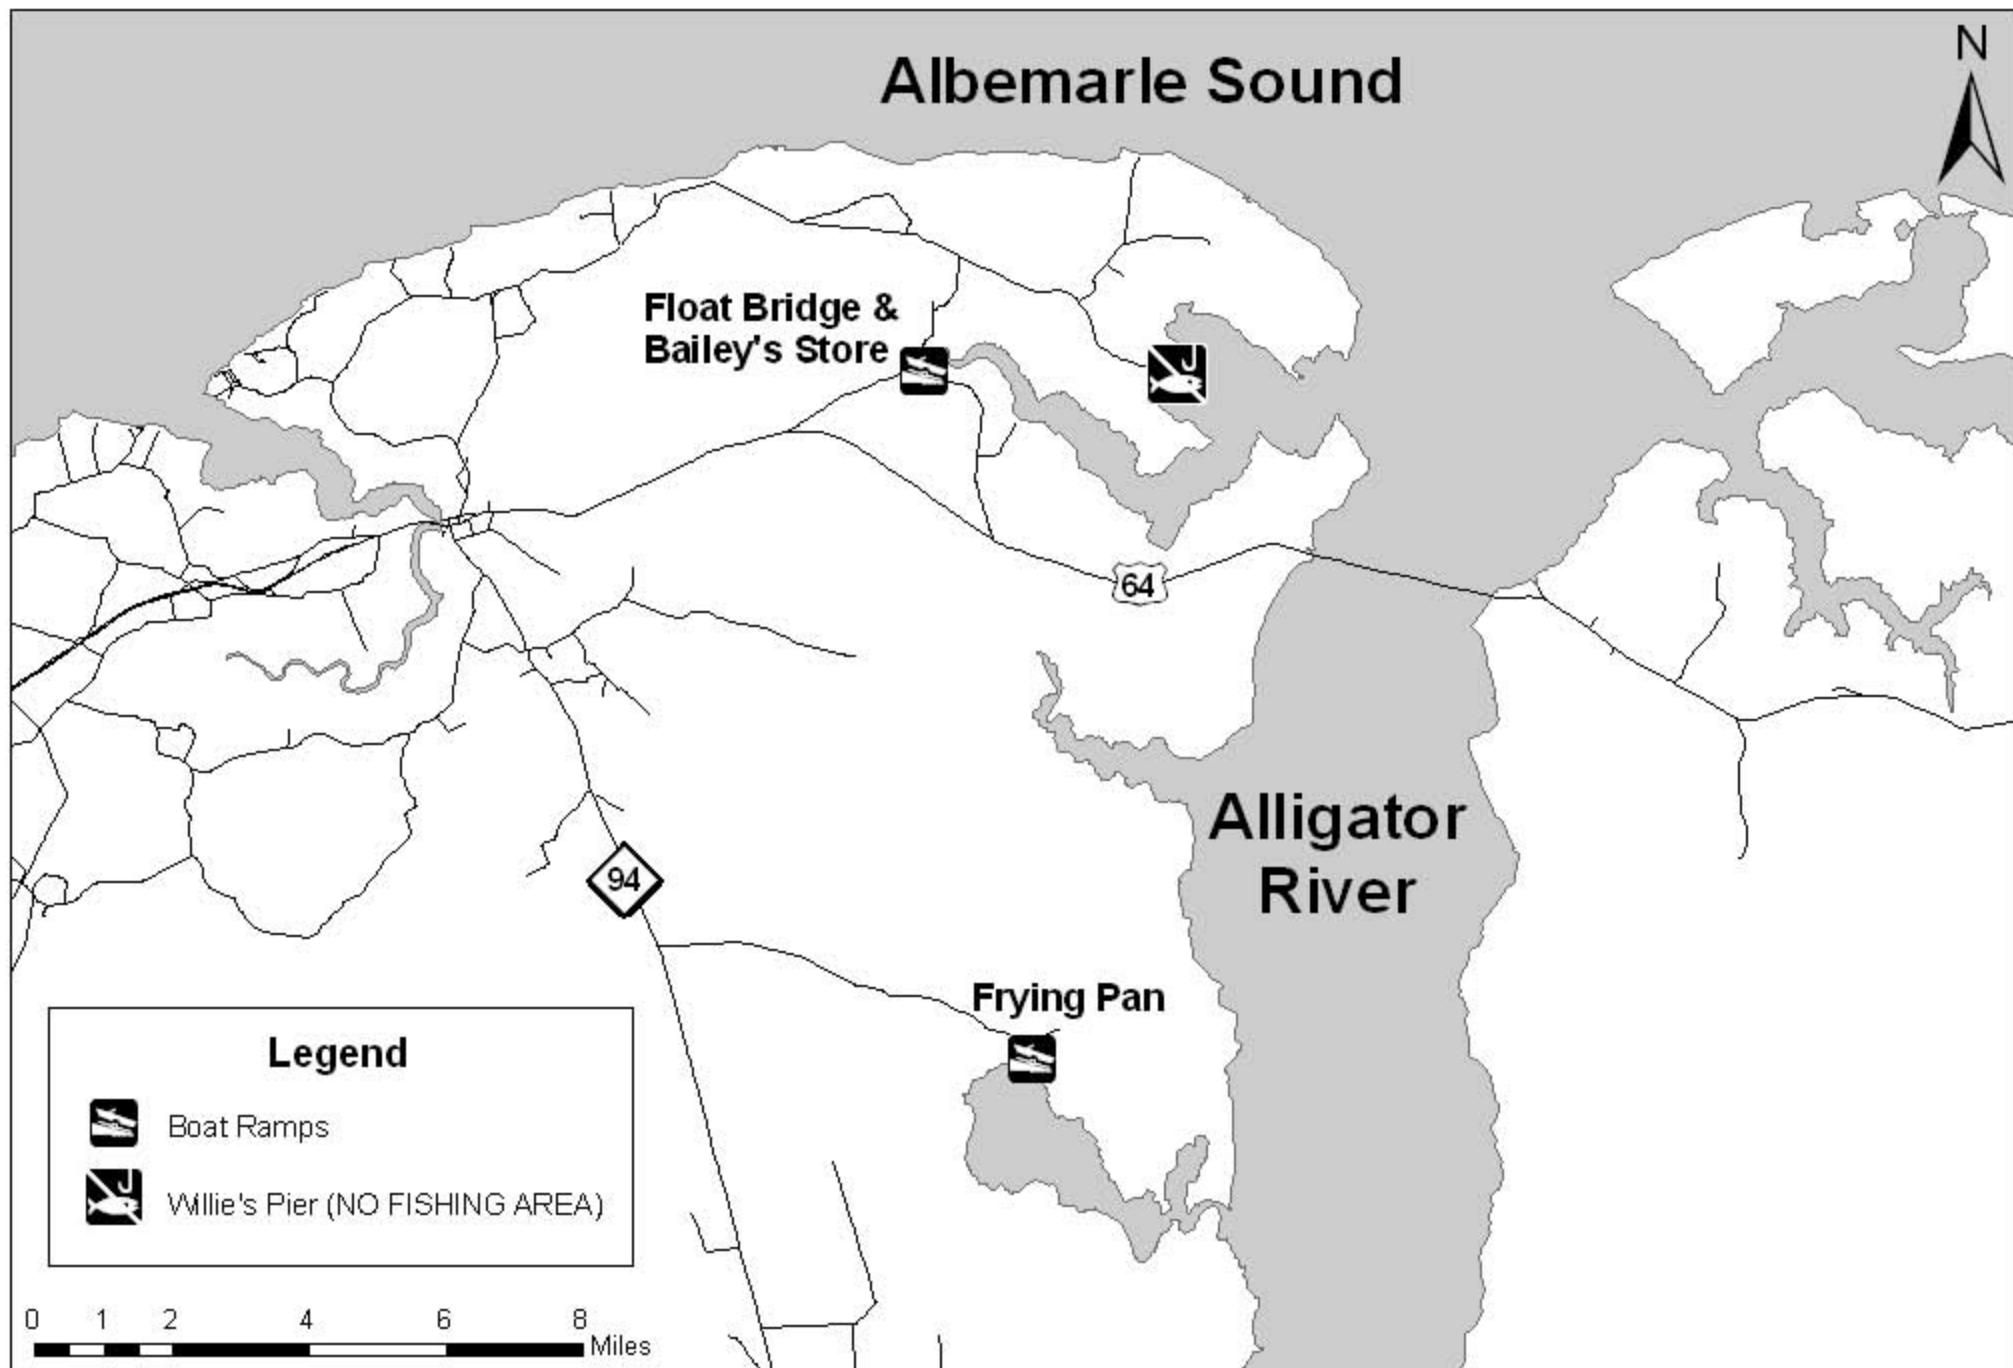 Albemarle Sound
N
Float Bridge &
Bailey's Store
64
Alligator
River
94
Frying Pan
Legend
Boat Ramps
Willie's Pier (NO FISHING AREA)
0 1 2 4 6 8
Miles